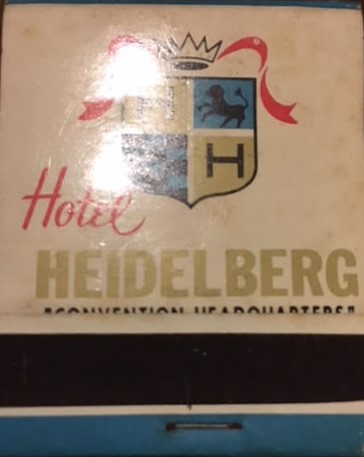 H
H
Hotel
HEIDELBERG
"CONVENTION HEADQUARTERS"